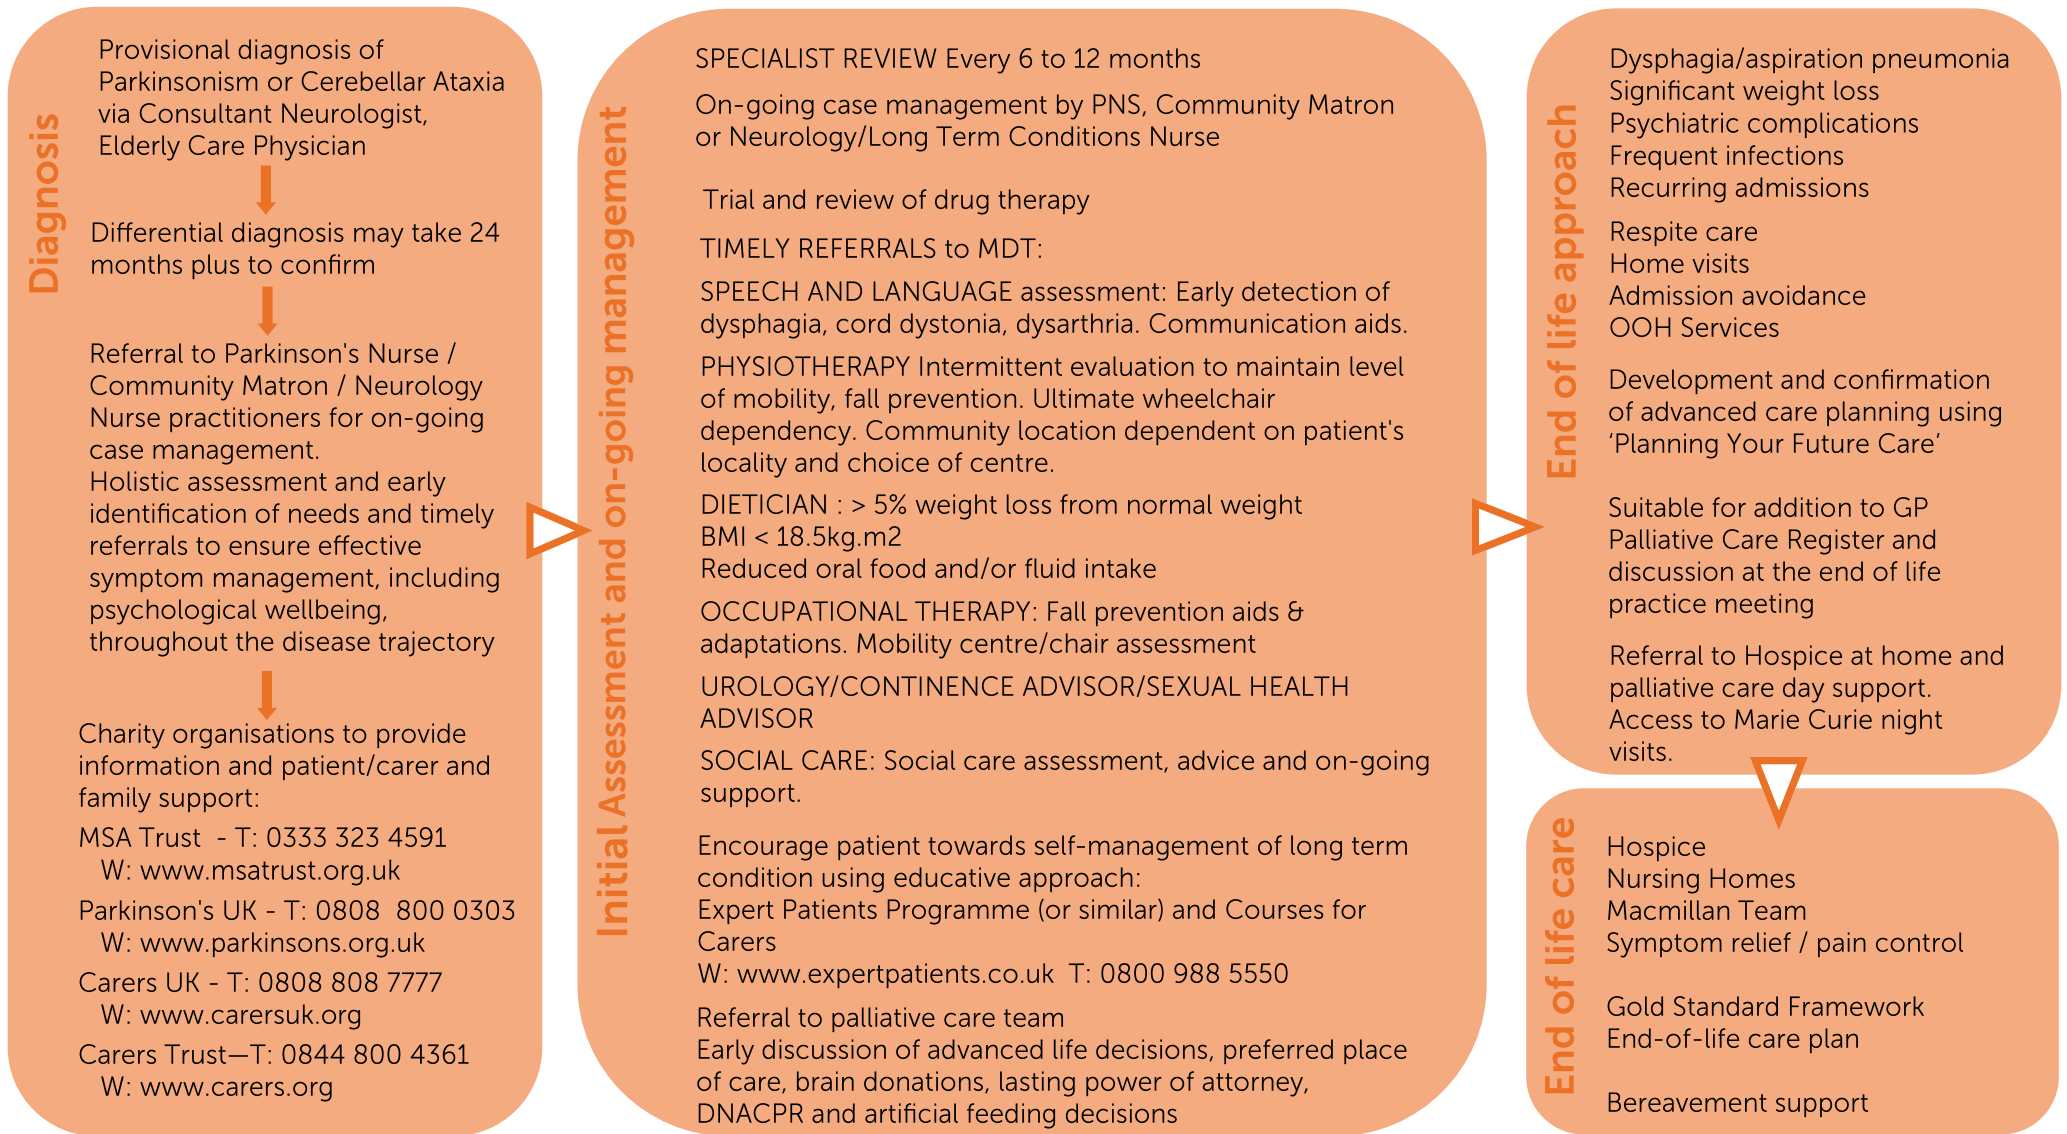 Diagnosis
Provisional diagnosis of
Parkinsonism or Cerebellar Ataxia
via Consultant Neurologist,
Elderly Care Physician
Differential diagnosis may take 24
months plus to confirm
Referral to Parkinson's Nurse /
Community Matron / Neurology
Nurse practitioners for on-going
case management.
Holistic assessment and early
identification of needs and timely
referrals to ensure effective
symptom management, including
psychological wellbeing,
throughout the disease trajectory
Charity organisations to provide
information and patient/carer and
family support:
MSA Trust  - T: 0333 323 4591
W: www.msatrust.org.uk
Parkinson's UK - T: 0808  800 0303
W: www.parkinsons.org.uk
Carers UK - T: 0808 808 7777
W: www.carersuk.org
Carers Trust—T: 0844 800 4361
W: www.carers.org
Initial Assessment and on-going management
SPECIALIST REVIEW Every 6 to 12 months
On-going case management by PNS, Community Matron
or Neurology/Long Term Conditions Nurse
Trial and review of drug therapy
TIMELY REFERRALS to MDT:
SPEECH AND LANGUAGE assessment: Early detection of
dysphagia, cord dystonia, dysarthria. Communication aids.
PHYSIOTHERAPY Intermittent evaluation to maintain level
of mobility, fall prevention. Ultimate wheelchair
dependency. Community location dependent on patient's
locality and choice of centre.
DIETICIAN : > 5% weight loss from normal weight
BMI < 18.5kg.m2
Reduced oral food and/or fluid intake
OCCUPATIONAL THERAPY: Fall prevention aids &
adaptations. Mobility centre/chair assessment
UROLOGY/CONTINENCE ADVISOR/SEXUAL HEALTH
ADVISOR
SOCIAL CARE: Social care assessment, advice and on-going
support.
Encourage patient towards self-management of long term
condition using educative approach:
Expert Patients Programme (or similar) and Courses for
Carers
W: www.expertpatients.co.uk  T: 0800 988 5550
Referral to palliative care team
Early discussion of advanced life decisions, preferred place
of care, brain donations, lasting power of attorney,
DNACPR and artificial feeding decisions
End of life approach
Dysphagia/aspiration pneumonia
Significant weight loss
Psychiatric complications
Frequent infections
Recurring admissions
Respite care
Home visits
Admission avoidance
OOH Services
Development and confirmation
of advanced care planning using
‘Planning Your Future Care’
Suitable for addition to GP
Palliative Care Register and
discussion at the end of life
practice meeting
Referral to Hospice at home and
palliative care day support.
Access to Marie Curie night
visits.
End of life care
Hospice
Nursing Homes
Macmillan Team
Symptom relief / pain control
Gold Standard Framework
End-of-life care plan
Bereavement support